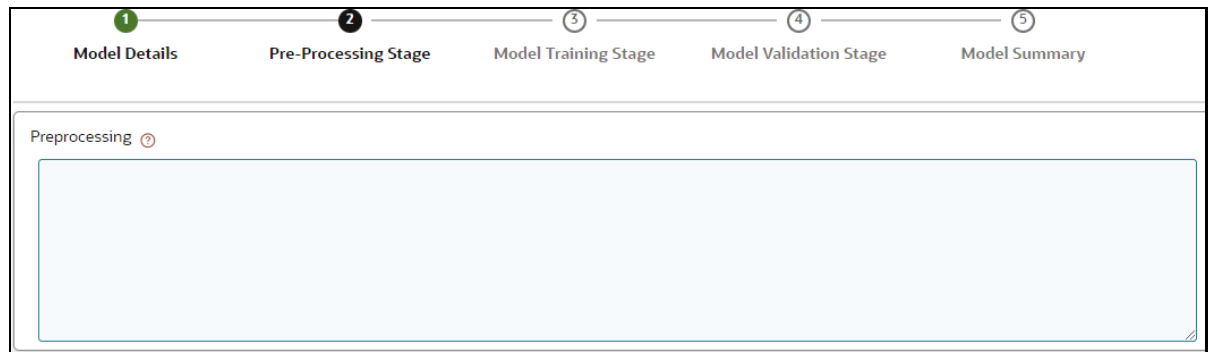 1 2 3 4 5
Model Details Pre-Processing Stage Model Training Stage Model Validation Stage Model Summary
Preprocessing ?